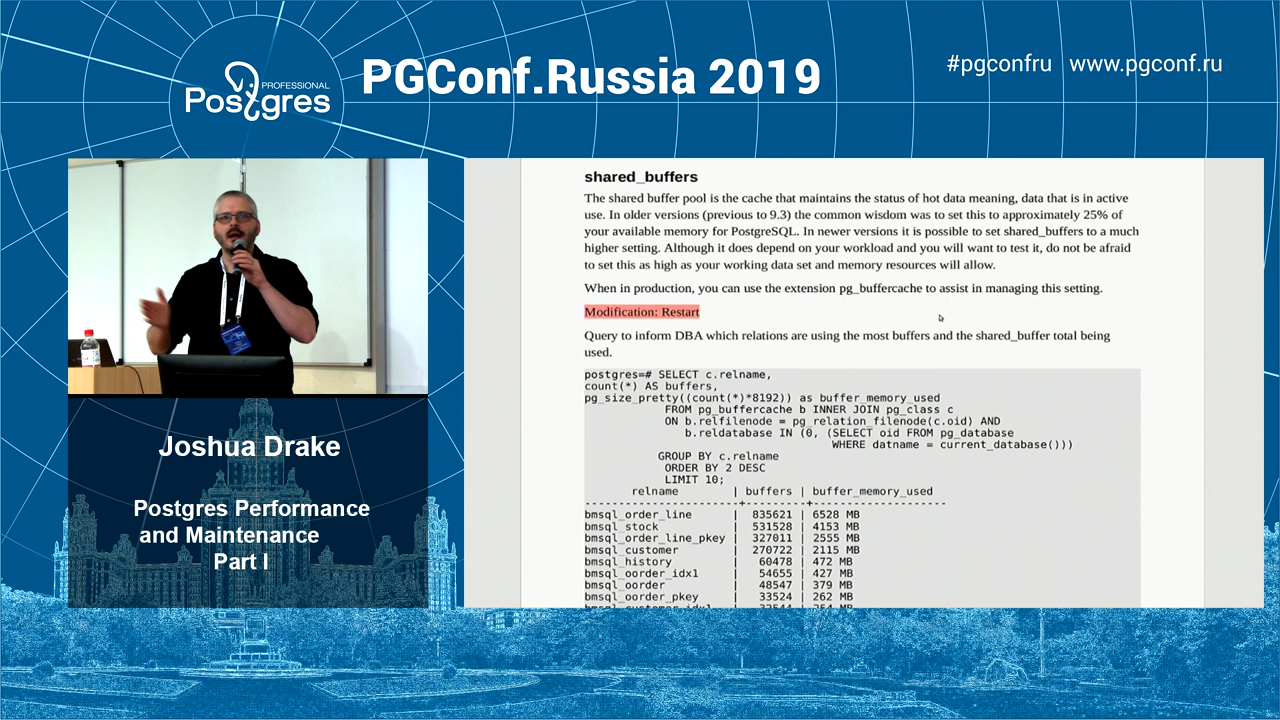 PROFESSIONAL
Postgres
PGConf.Russia 2019
#pgconfru www.pgconf.ru
Joshua Drake
Postgres Performance
and Maintenance
Part I
shared_buffers
The shared buffer pool is the cache that maintains the status of hot data meaning, data that is in active
use. In older versions (previous to 9.3) the common wisdom was to set this to approximately 25% of
your available memory for PostgreSQL. In newer versions it is possible to set shared_buffers to a much
higher setting. Although it does depend on your workload and you will want to test it, do not be afraid
to set this as high as your working data set and memory resources will allow.
When in production, you can use the extension pg_buffercache to assist in managing this setting.
Modification: Restart
Query to inform DBA which relations are using the most buffers and the shared_buffer total being
used.
postgres=# SELECT c.relname,
count(*) AS buffers,
pg_size_pretty((count(*)*8192)) as buffer_memory_used
FROM pg_buffercache b INNER JOIN pg_class c
ON b.relfilenode = pg_relation_filenode(c.oid) AND
b.reldatabase IN (0, (SELECT oid FROM pg_database
WHERE datname = current_database()))
GROUP BY c.relname
ORDER BY 2 DESC
LIMIT 10;
relname | buffers | buffer_memory_used
bmsql_order_line | 835621 | 6528 MB
bmsql_stock | 531528 | 4153 MB
bmsql_order_line_pkey | 327011 | 2555 MB
bmsql_customer | 270722 | 2115 MB
bmsql_history | 60478 | 472 MB
bmsql_oorder_idx1 | 54655 | 427 MB
bmsql_oorder | 48547 | 379 MB
bmsql_oorder_pkey | 33524 | 262 MB